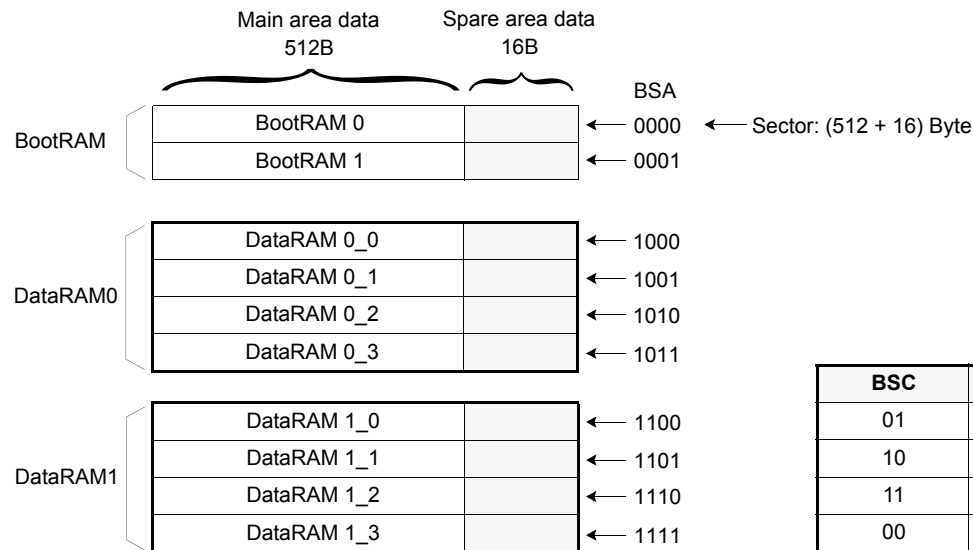 Main area data
512B
Spare area data
16B
BSA
BootRAM
BootRAM 0
0000
Sector: (512 + 16) Byte
BootRAM 1
0001
DataRAM0
DataRAM 0_0
1000
DataRAM 0_1
1001
DataRAM 0_2
1010
DataRAM 0_3
1011
DataRAM1
DataRAM 1_0
1100
DataRAM 1_1
1101
DataRAM 1_2
1110
DataRAM 1_3
1111
BSC
01
10
11
00